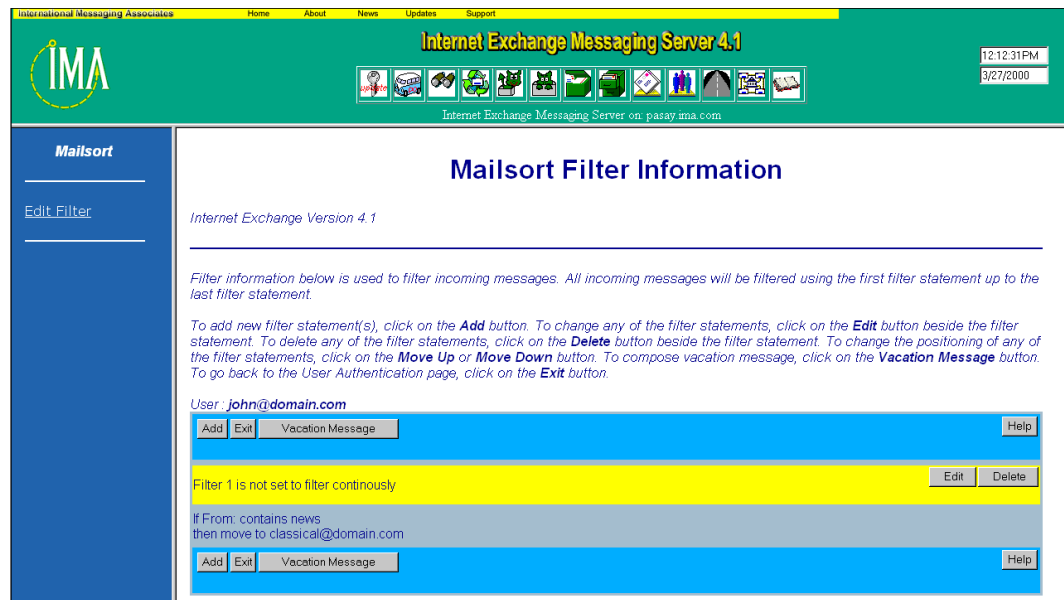 International Messaging Associates Home About News Updates Support
IMA
Internet Exchange Messaging Server 4.1
update
12:12:31PM
3/27/2000
Internet Exchange Messaging Server on: pasay.ima.com
Mailsort
Edit Filter
Mailsort Filter Information
Internet Exchange Version 4.1
Filter information below is used to filter incoming messages. All incoming messages will be filtered using the first filter statement up to the
last filter statement.
To add new filter statement(s), click on the Add button. To change any of the filter statements, click on the Edit button beside the filter
statement. To delete any of the filter statements, click on the Delete button beside the filter statement. To change the positioning of any of
the filter statements, click on the Move Up or Move Down button. To compose vacation message, click on the Vacation Message button.
To go back to the User Authentication page, click on the Exit button.
User : john@domain.com
Add Exit Vacation Message Help
Filter 1 is not set to filter continously Edit Delete
If From: contains news
then move to classical@domain.com
Add Exit Vacation Message Help